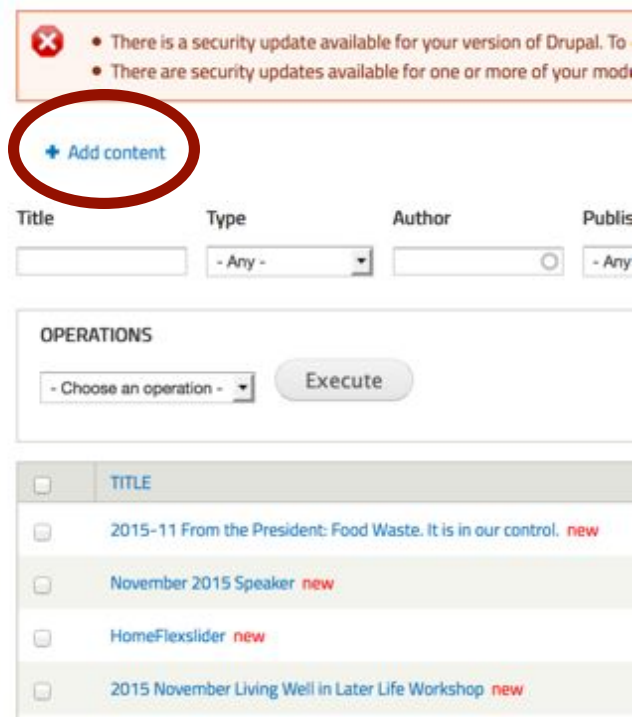 There is a security update available for your version of Drupal. To
There are security updates available for one or more of your modu
+ Add content
Title Type Author Publis
- Any - - Any
OPERATIONS
- Choose an operation - Execute
TITLE
2015-11 From the President: Food Waste. It is in our control. new
November 2015 Speaker new
HomeFlexslider new
2015 November Living Well in Later Life Workshop new